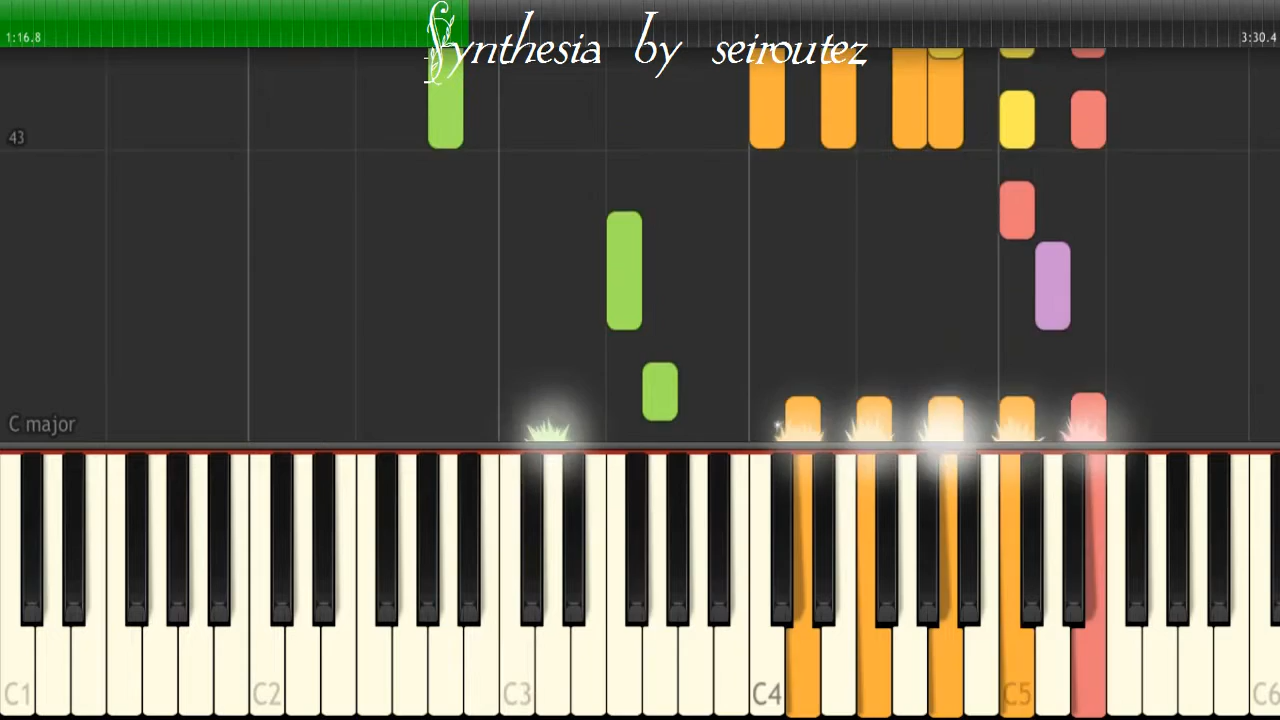 Synthesia by seiroutez
1:16.8 3:30.4
43
C major
C1 C2 C3 C4 C5 C6